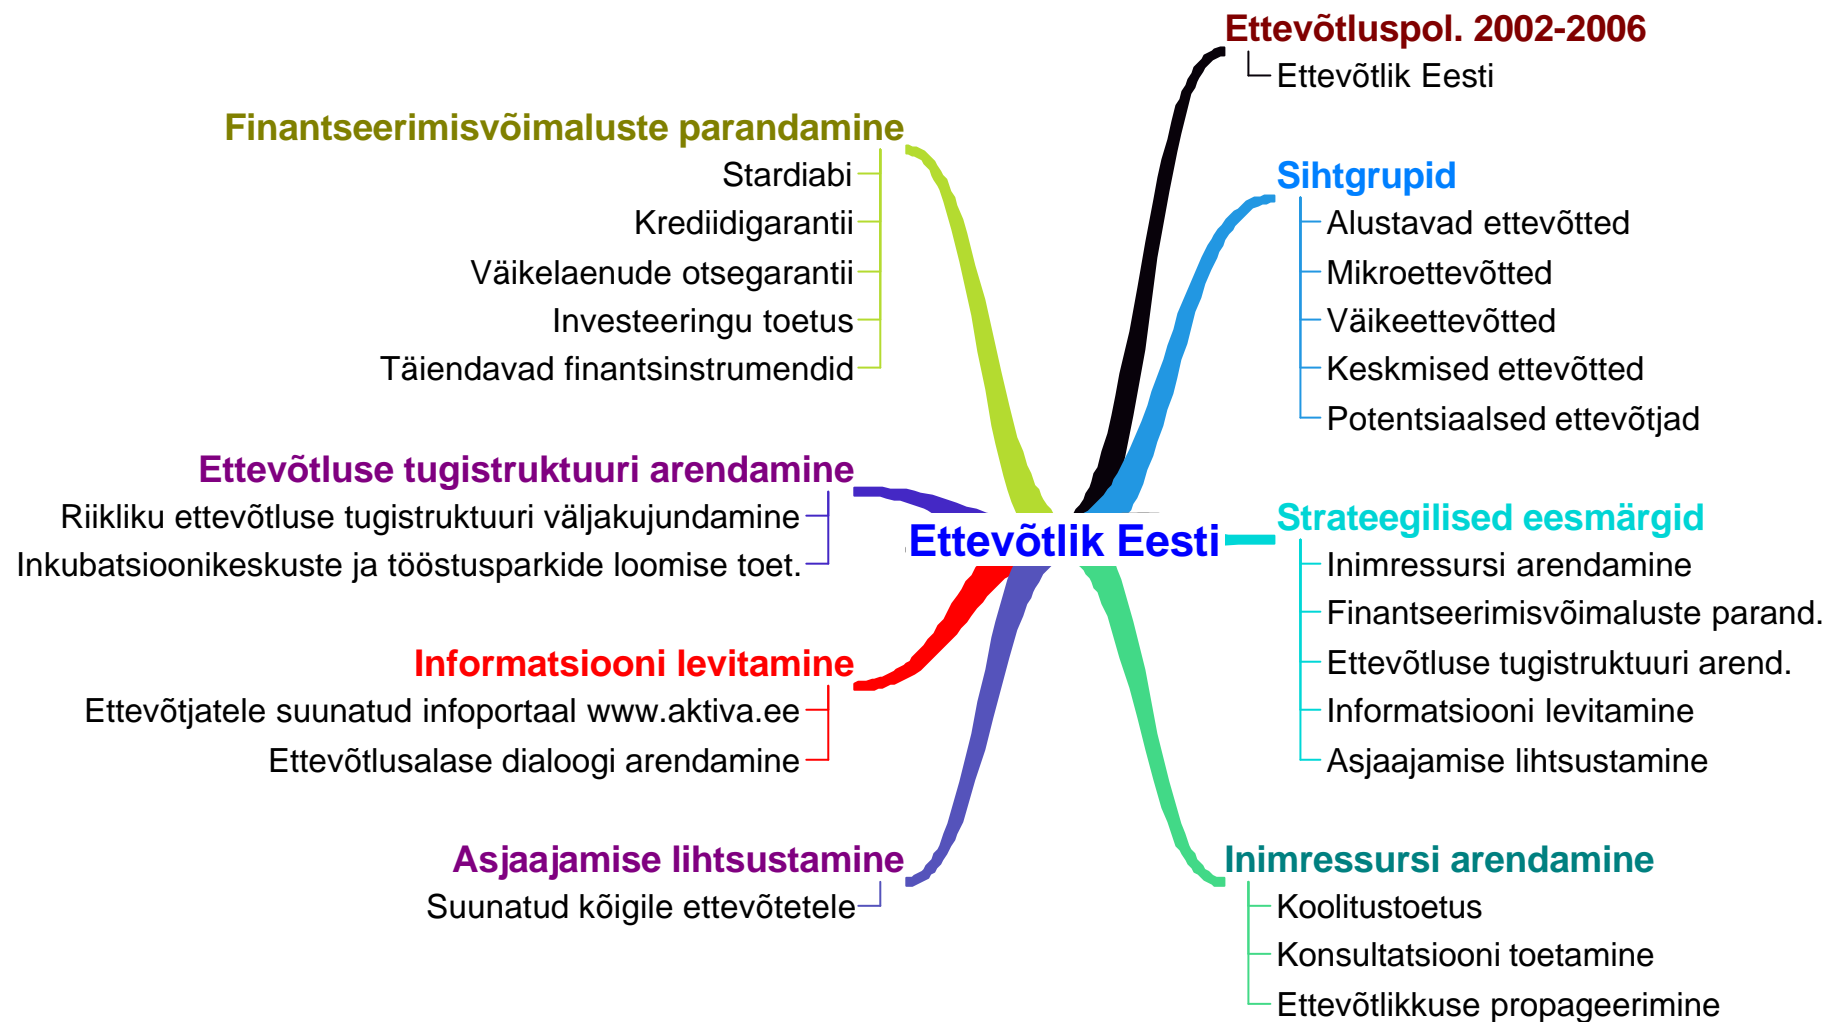 Ettevõtluspol. 2002-2006
Ettevõtlik Eesti
Finantseerimisvõimaluste parandamine
Stardiabi
Krediidigarantii
Väikelaenude otsegarantii
Investeeringu toetus
Täiendavad finantsinstrumendid
Sihtgrupid
Alustavad ettevõtted
Mikroettevõtted
Väikeettevõtted
Keskmised ettevõtted
Potentsiaalsed ettevõtjad
Ettevõtluse tugistruktuuri arendamine
Riikliku ettevõtluse tugistruktuuri väljakujundamine
Inkubatsioonikeskuste ja tööstusparkide loomise toet.
Ettevõtlik Eesti
Strateegilised eesmärgid
Inimressursi arendamine
Finantseerimisvõimaluste parand.
Ettevõtluse tugistruktuuri arend.
Informatsiooni levitamine
Asjaajamise lihtsustamine
Informatsiooni levitamine
Ettevõtjatele suunatud infoportaal www.aktiva.ee
Ettevõtlusalase dialoogi arendamine
Asjaajamise lihtsustamine
Suunatud kõigile ettevõtetele
Inimressursi arendamine
Koolitustoetus
Konsultatsiooni toetamine
Ettevõtlikkuse propageerimine